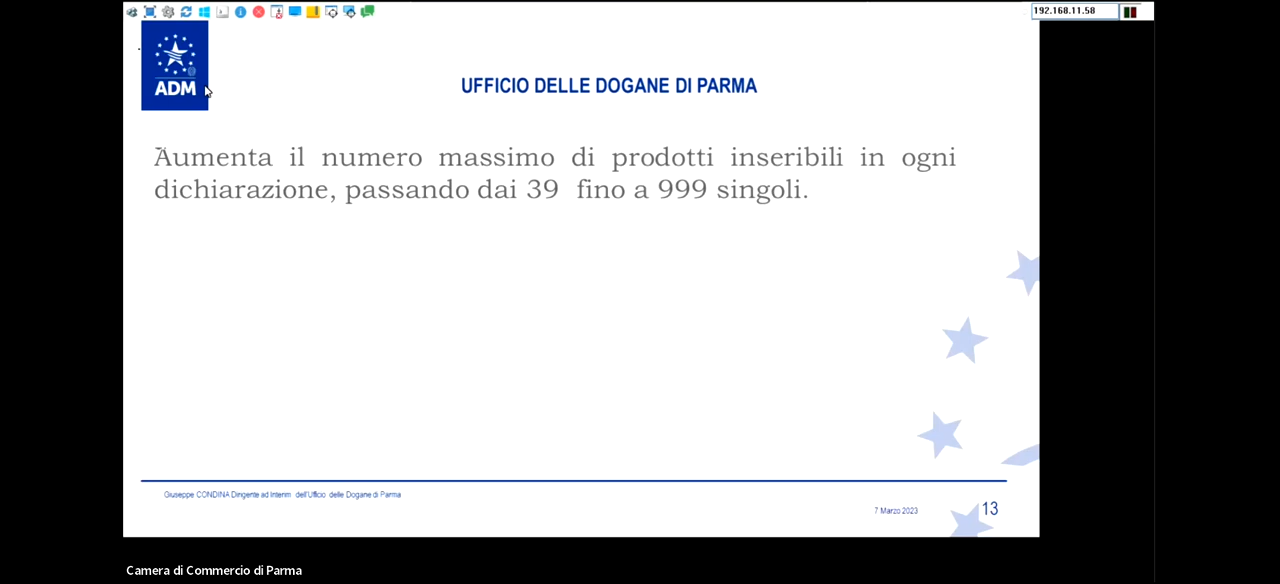 192.168.11.58
ADM
UFFICIO DELLE DOGANE DI PARMA
Aumenta il numero massimo di prodotti inseribili in ogni
dichiarazione, passando dai 39 fino a 999 singoli.
Giuseppe CONDINA Dirigente ad Interim dell'Ufficio delle Dogane di Parma
7 Marzo 2023
13
Camera di Commercio di Parma